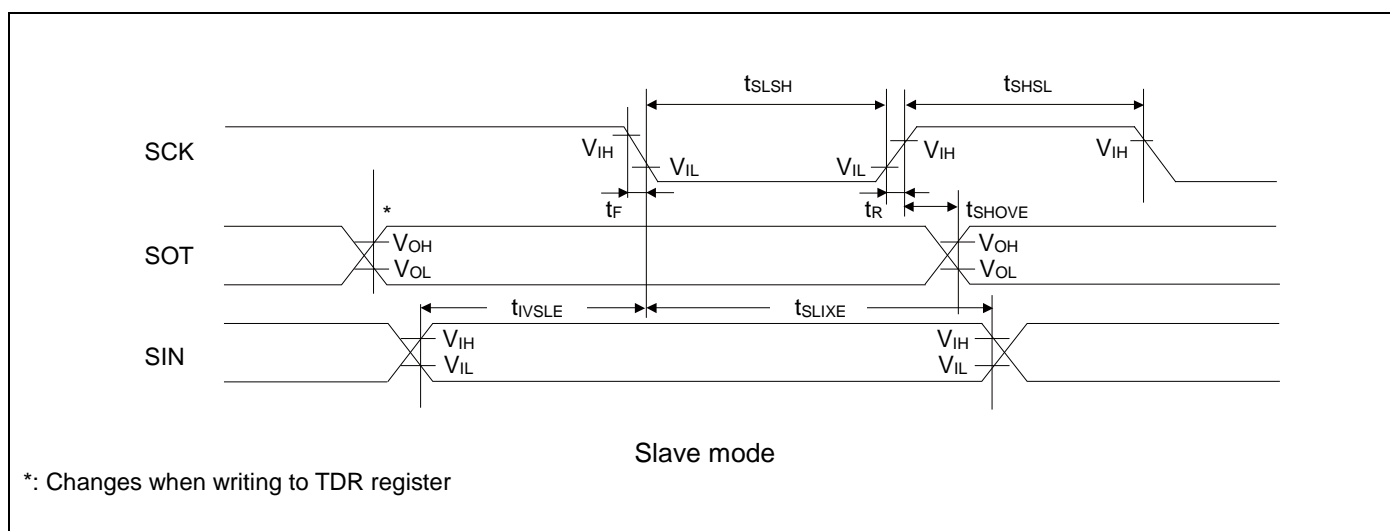 tSLSH tSHSL
SCK VIH VIL VIL VIH VIH
tF tR tSHOVE
*
SOT VOH VOL VOH VOL
tIVSLE tSLIXE
SIN VIH VIL VIH VIL
Slave mode
*: Changes when writing to TDR register